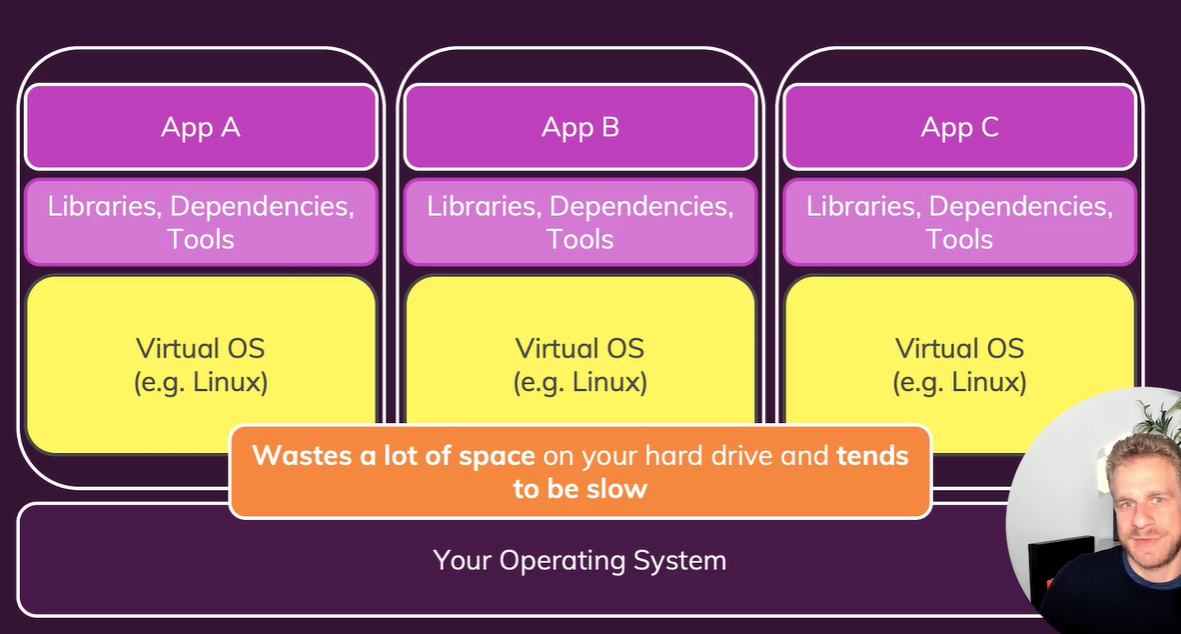 App A
App B
App C
Libraries, Dependencies,
Tools
Libraries, Dependencies,
Tools
Libraries, Dependencies,
Tools
Virtual OS
(e.g. Linux)
Virtual OS
(e.g. Linux)
Virtual OS
(e.g. Linux)
Wastes a lot of space on your hard drive and tends
to be slow
Your Operating System